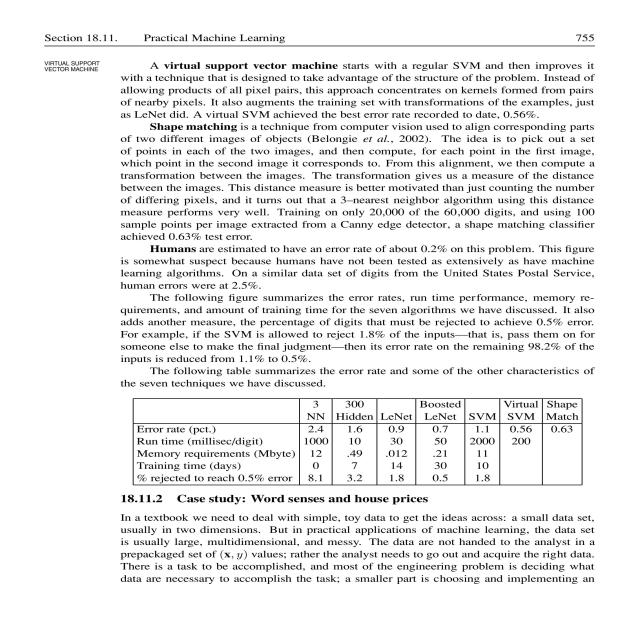 Section 18.11. Practical Machine Learning 755
VIRTUAL SUPPORT
VECTOR MACHINE
A virtual support vector machine starts with a regular SVM and then improves it
with a technique that is designed to take advantage of the structure of the problem. Instead of
allowing products of all pixel pairs, this approach concentrates on kernels formed from pairs
of nearby pixels. It also augments the training set with transformations of the examples, just
as LeNet did. A virtual SVM achieved the best error rate recorded to date, 0.56%.
Shape matching is a technique from computer vision used to align corresponding parts
of two different images of objects (Belongie et al., 2002). The idea is to pick out a set
of points in each of the two images, and then compute, for each point in the first image,
which point in the second image it corresponds to. From this alignment, we then compute a
transformation between the images. The transformation gives us a measure of the distance
between the images. This distance measure is better motivated than just counting the number
of differing pixels, and it turns out that a 3–nearest neighbor algorithm using this distance
measure performs very well. Training on only 20,000 of the 60,000 digits, and using 100
sample points per image extracted from a Canny edge detector, a shape matching classifier
achieved 0.63% test error.
Humans are estimated to have an error rate of about 0.2% on this problem. This figure
is somewhat suspect because humans have not been tested as extensively as have machine
learning algorithms. On a similar data set of digits from the United States Postal Service,
human errors were at 2.5%.
The following figure summarizes the error rates, run time performance, memory re-
quirements, and amount of training time for the seven algorithms we have discussed. It also
adds another measure, the percentage of digits that must be rejected to achieve 0.5% error.
For example, if the SVM is allowed to reject 1.8% of the inputs—that is, pass them on for
someone else to make the final judgment—then its error rate on the remaining 98.2% of the
inputs is reduced from 1.1% to 0.5%.
The following table summarizes the error rate and some of the other characteristics of
the seven techniques we have discussed.
3 300 Boosted Virtual Shape
NN Hidden LeNet LeNet SVM SVM Match
Error rate (pct.) 2.4 1.6 0.9 0.7 1.1 0.56 0.63
Run time (millisec/digit) 1000 10 30 50 2000 200
Memory requirements (Mbyte) 12 .49 .012 .21 11
Training time (days) 0 7 14 30 10
% rejected to reach 0.5% error 8.1 3.2 1.8 0.5 1.8
18.11.2 Case study: Word senses and house prices
In a textbook we need to deal with simple, toy data to get the ideas across: a small data set,
usually in two dimensions. But in practical applications of machine learning, the data set
is usually large, multidimensional, and messy. The data are not handed to the analyst in a
prepackaged set of (x, y) values; rather the analyst needs to go out and acquire the right data.
There is a task to be accomplished, and most of the engineering problem is deciding what
data are necessary to accomplish the task; a smaller part is choosing and implementing an